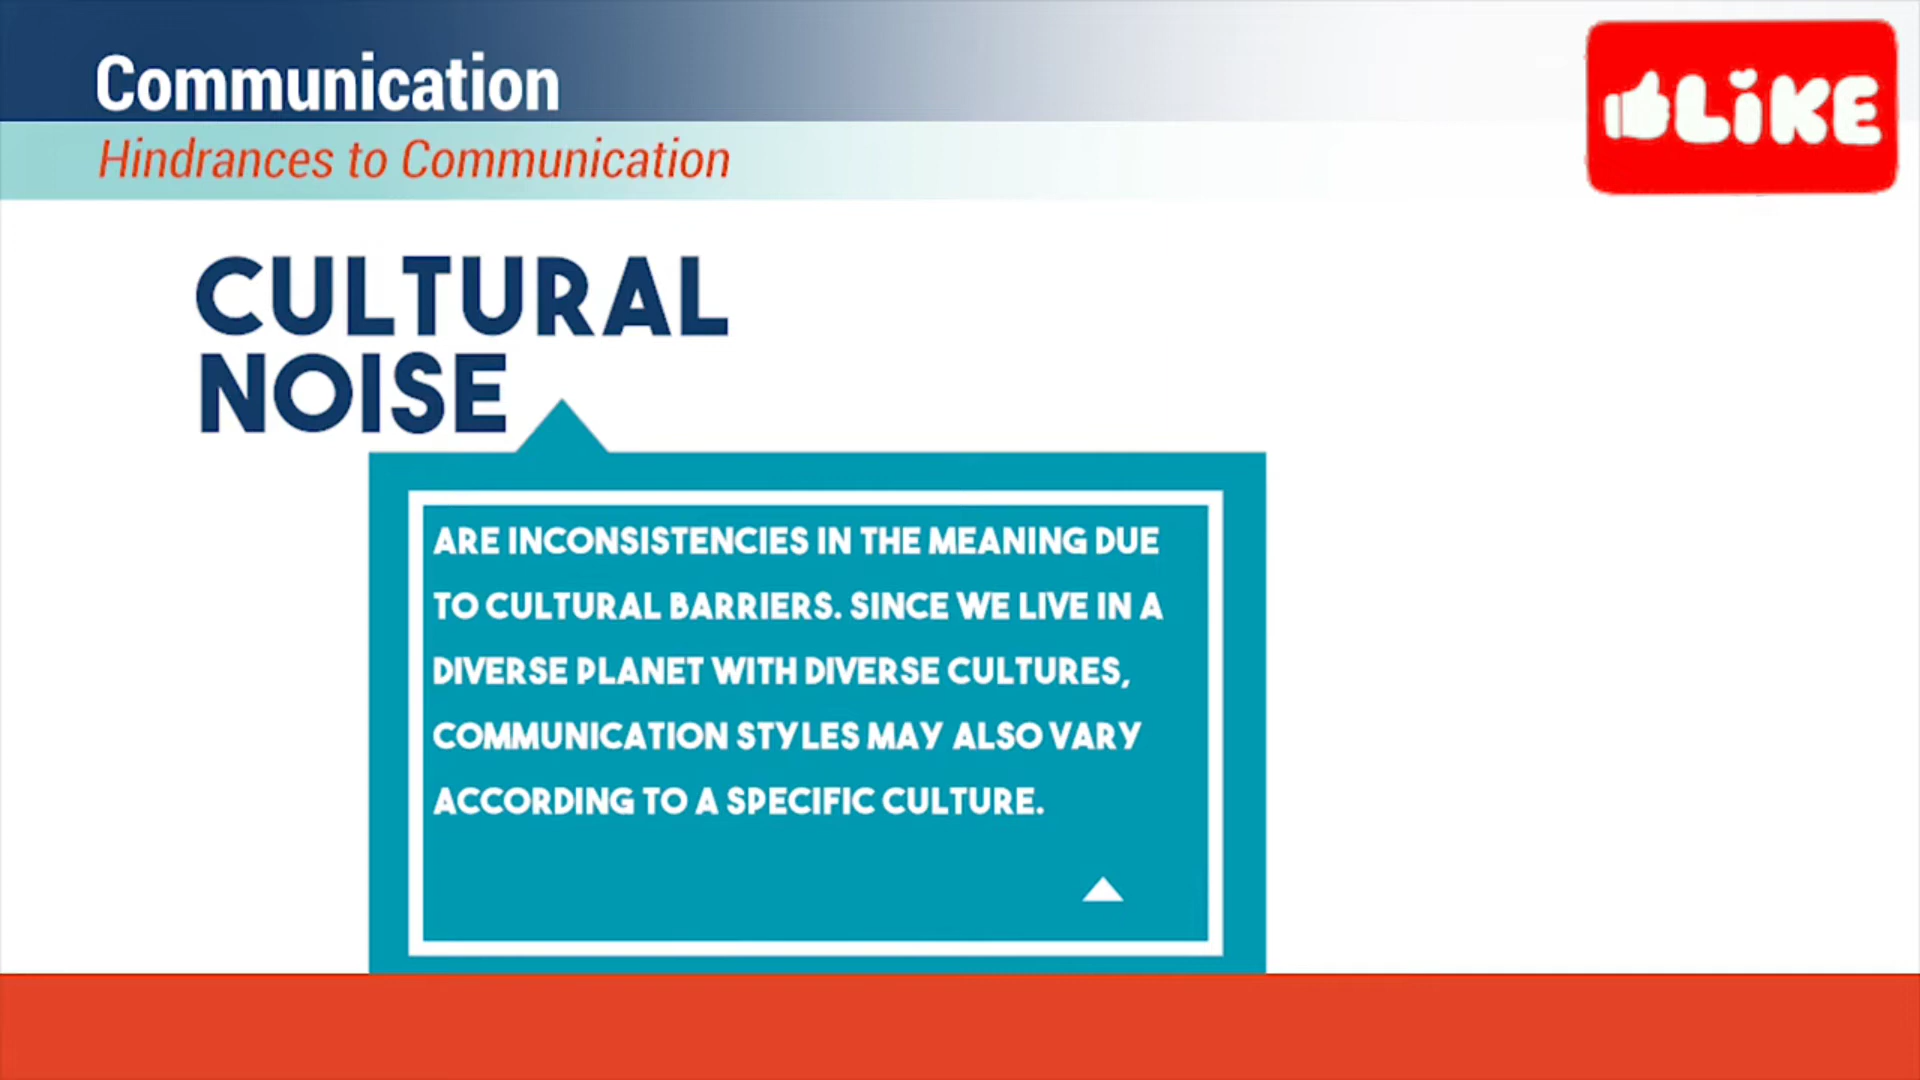 Communication
LiKE
Hindrances to Communication
CULTURAL
NOISE
ARE INCONSISTENCIES IN THE MEANING DUE
TO CULTURAL BARRIERS. SINCE WE LIVE IN A
DIVERSE PLANET WITH DIVERSE CULTURES,
COMMUNICATION STYLES MAY ALSO VARY
ACCORDING TO A SPECIFIC CULTURE.